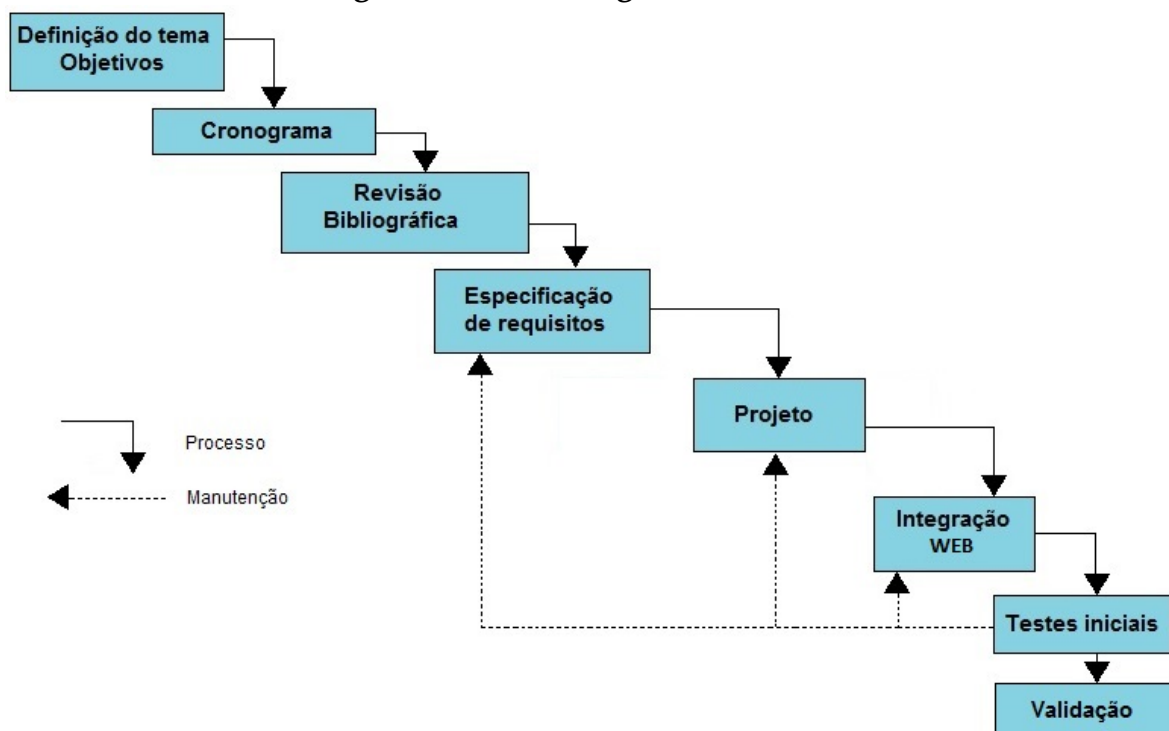 Definição do tema
Objetivos
Cronograma
Revisão
Bibliográfica
Especificação
de requisitos
Projeto
Processo
Manutenção
Integração
WEB
Testes iniciais
Validação